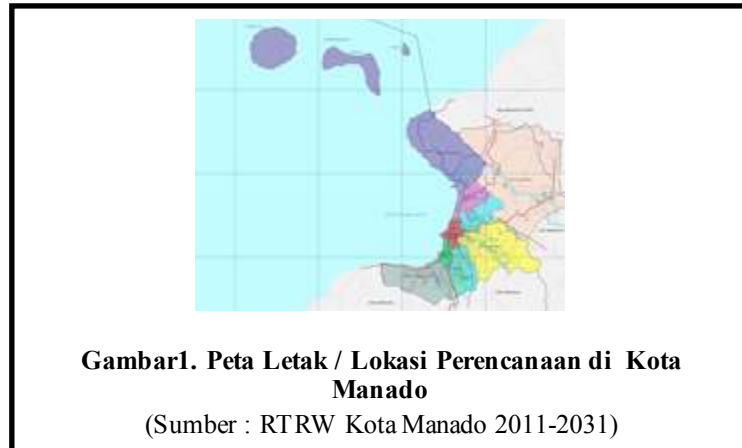 Gambar1. Peta Letak / Lokasi Perencanaan di Kota
Manado
(Sumber : RTRW Kota Manado 2011-2031)